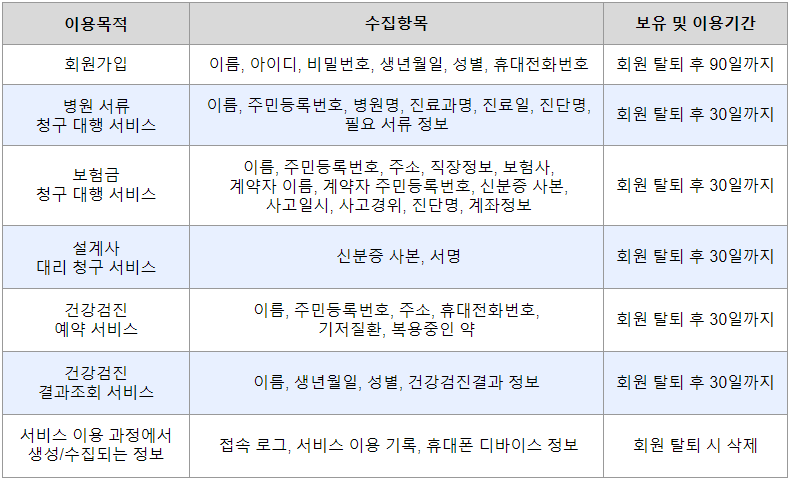 이용목적
수집항목
보유 및 이용기간
회원가입
이름, 아이디, 비밀번호, 생년월일, 성별, 휴대전화번호
회원 탈퇴 후 90일까지
병원 서류
청구 대행 서비스
이름, 주민등록번호, 병원명, 진료과명, 진료일, 진단명,
필요 서류 정보
회원 탈퇴 후 30일까지
보험금
청구 대행 서비스
이름, 주민등록번호, 주소, 직장정보, 보험사,
계약자 이름, 계약자 주민등록번호, 신분증 사본,
사고일시, 사고경위, 진단명, 계좌정보
회원 탈퇴 후 30일까지
설계사
대리 청구 서비스
신분증 사본, 서명
회원 탈퇴 후 30일까지
건강검진
예약 서비스
이름, 주민등록번호, 주소, 휴대전화번호,
기저질환, 복용중인 약
회원 탈퇴 후 30일까지
건강검진
결과조회 서비스
이름, 생년월일, 성별, 건강검진결과 정보
회원 탈퇴 후 30일까지
서비스 이용 과정에서
생성/수집되는 정보
접속 로그, 서비스 이용 기록, 휴대폰 디바이스 정보
회원 탈퇴 시 삭제